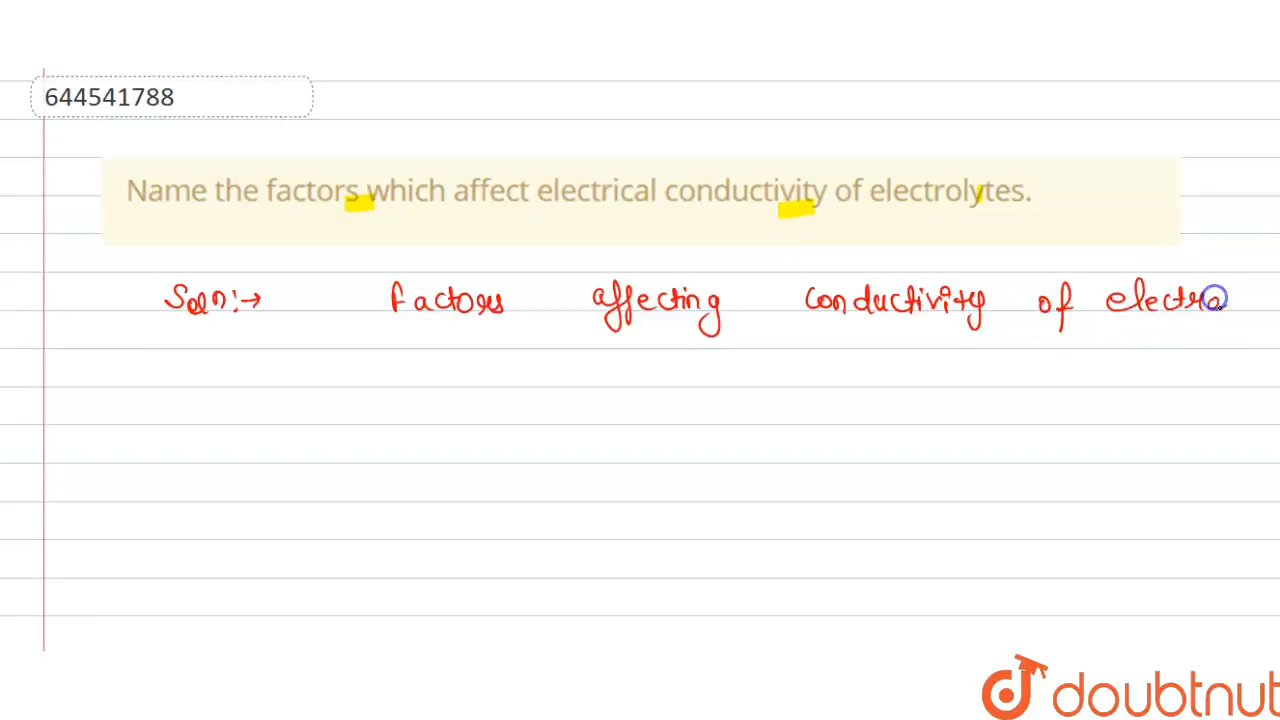 644541788
Name the factors which affect electrical conductivity of electrolytes.
Soln:→ factors affecting conductivity of electro
doubtnut